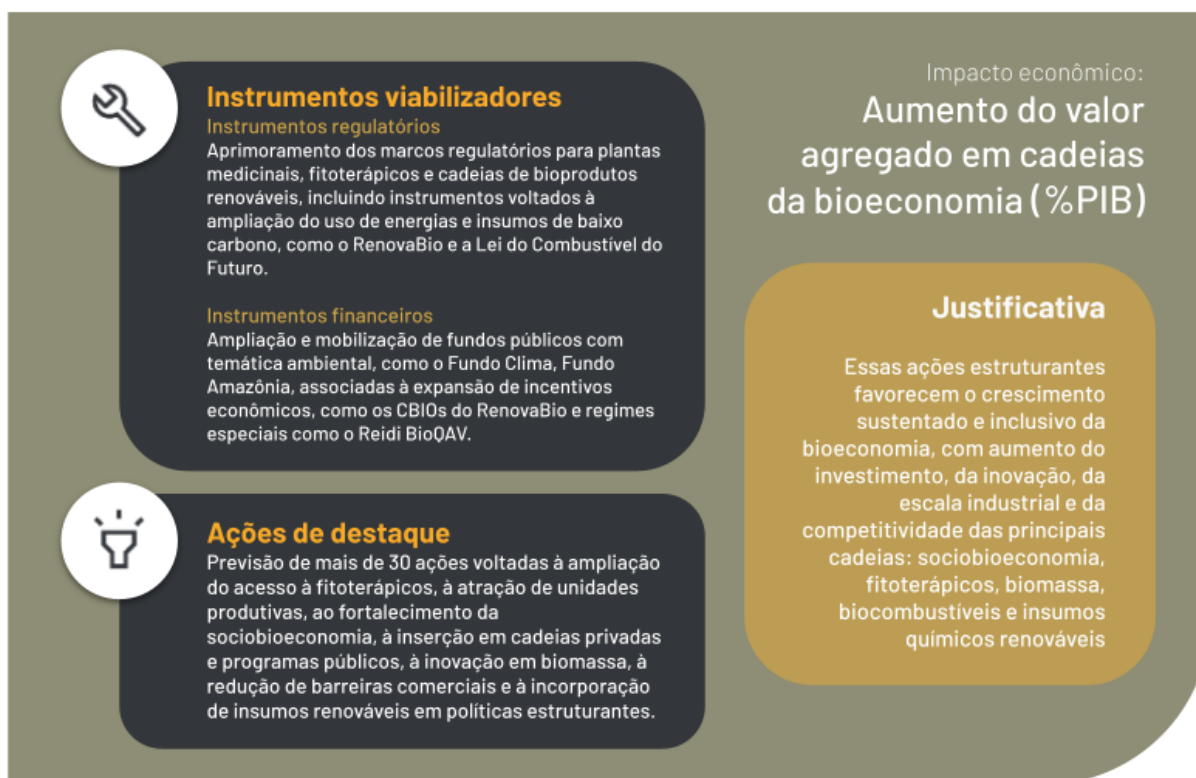 Instrumentos viabilizadores
Instrumentos regulatórios
Aprimoramento dos marcos regulatórios para plantas
medicinais, fitoterápicos e cadeias de bioprodutos
renováveis, incluindo instrumentos voltados à
ampliação do uso de energias e insumos de baixo
carbono, como o RenovaBio e a Lei do Combustível do
Futuro.
Instrumentos financeiros
Ampliação e mobilização de fundos públicos com
temática ambiental, como o Fundo Clima, Fundo
Amazônia, associadas à expansão de incentivos
econômicos, como os CBIOs do RenovaBio e regimes
especiais como o Reidi BioQAV.
Ações de destaque
Previsão de mais de 30 ações voltadas à ampliação
do acesso à fitoterápicos, à atração de unidades
produtivas, ao fortalecimento da
sociobioeconomia, à inserção em cadeias privadas
e programas públicos, à inovação em biomassa, à
redução de barreiras comerciais e à incorporação
de insumos renováveis em políticas estruturantes.
Impacto econômico:
Aumento do valor
agregado em cadeias
da bioeconomia (%PIB)
Justificativa
Essas ações estruturantes
favorecem o crescimento
sustentado e inclusivo da
bioeconomia, com aumento do
investimento, da inovação, da
escala industrial e da
competitividade das principais
cadeias: sociobioeconomia,
fitoterápicos, biomassa,
biocombustíveis e insumos
químicos renováveis